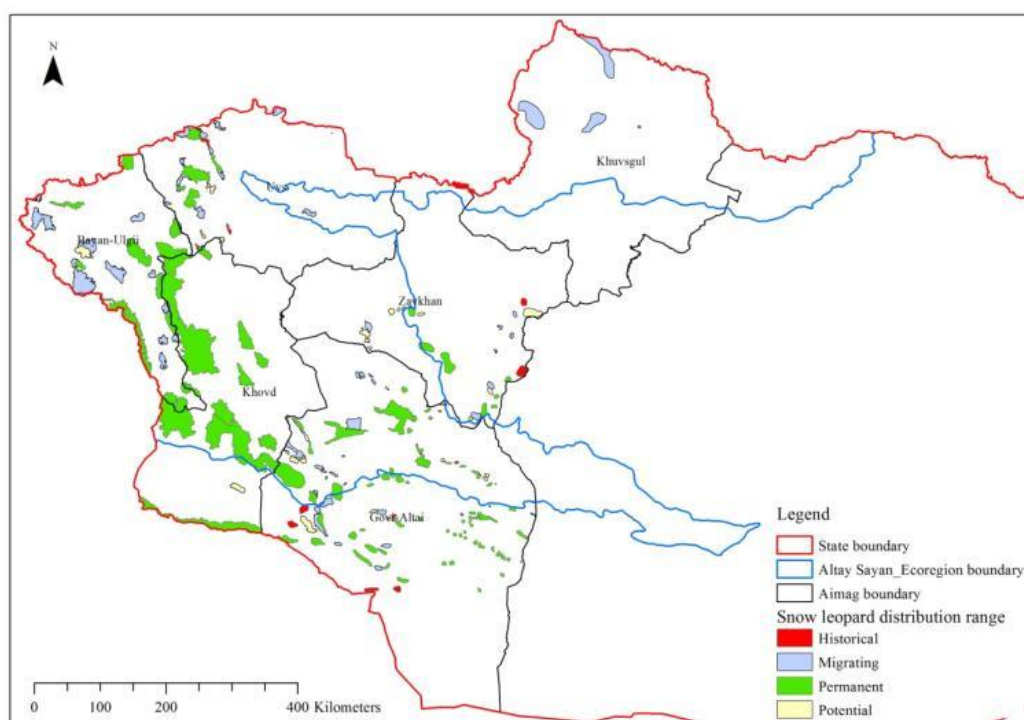 N
Khuvsgul
Uvs
Bayan-Ulgii
Zavkhan
Khovd
Govi-Altai
Legend
State boundary
Altay Sayan_Ecoregion boundary
Aimag boundary
Snow leopard distribution range
Historical
Migrating
Permanent
Potential
0 100 200 400 Kilometers